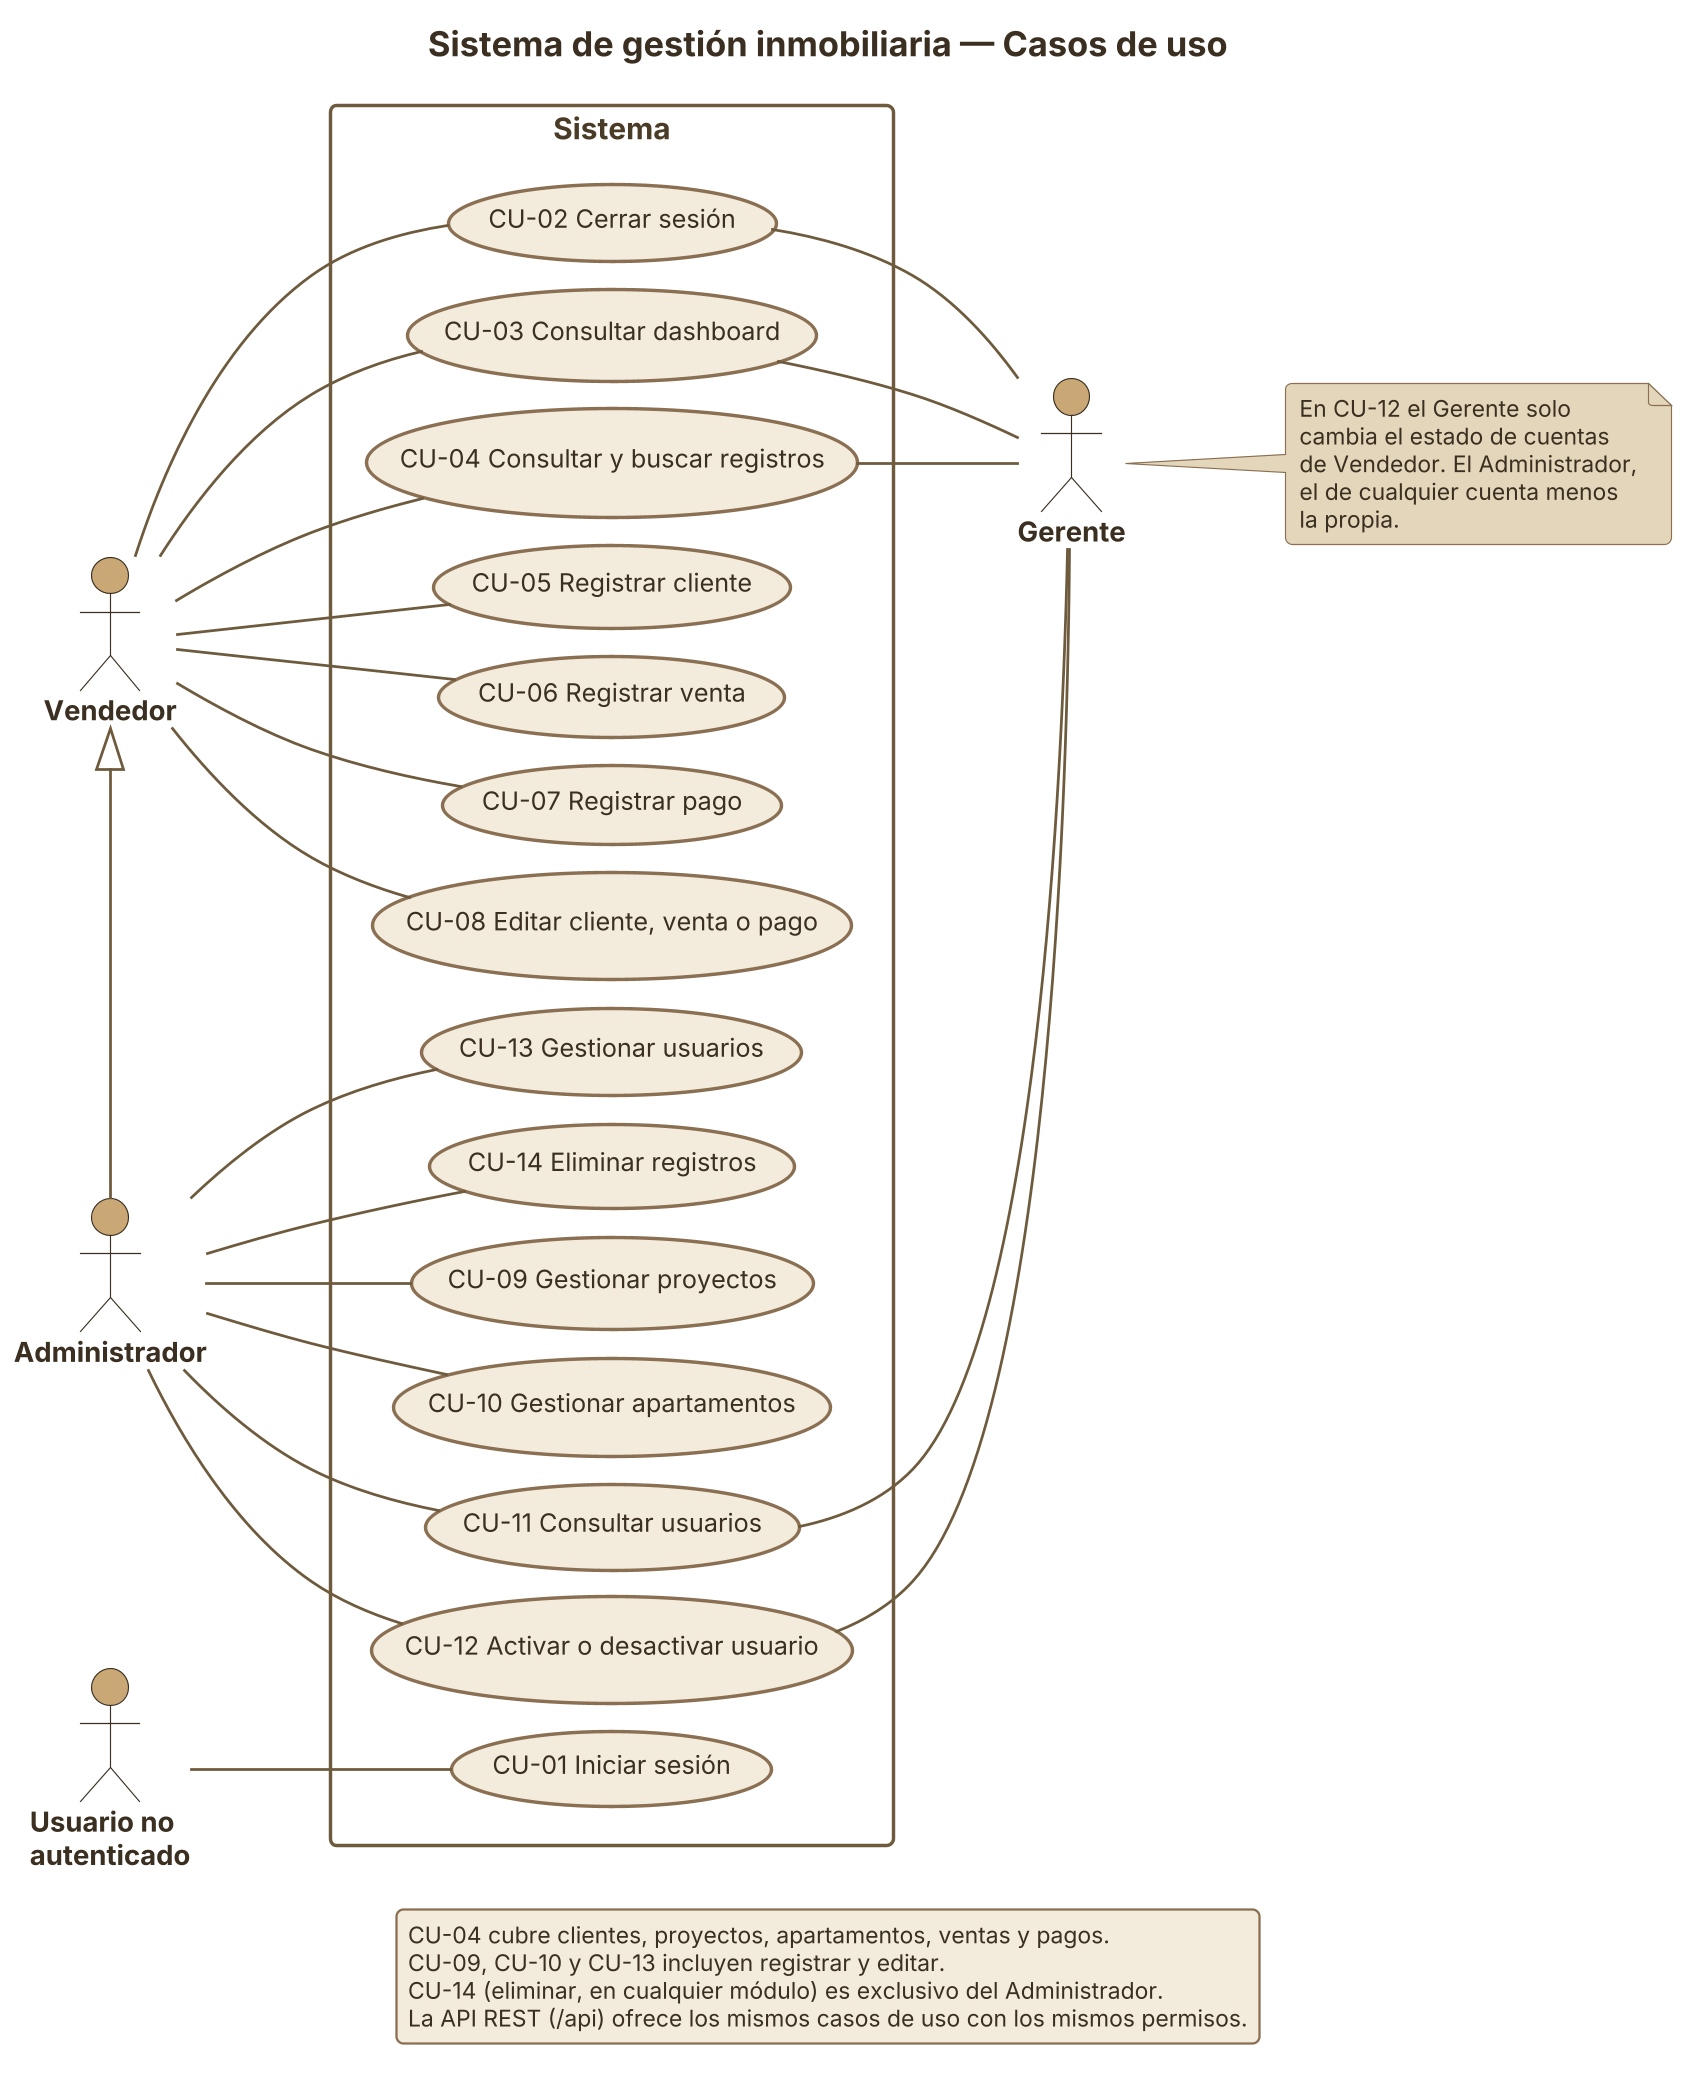 Sistema de gestión inmobiliaria — Casos de uso
Sistema
CU-02 Cerrar sesión
CU-03 Consultar dashboard
CU-04 Consultar y buscar registros
CU-05 Registrar cliente
CU-06 Registrar venta
CU-07 Registrar pago
CU-08 Editar cliente, venta o pago
CU-13 Gestionar usuarios
CU-14 Eliminar registros
CU-09 Gestionar proyectos
CU-10 Gestionar apartamentos
CU-11 Consultar usuarios
CU-12 Activar o desactivar usuario
CU-01 Iniciar sesión
Vendedor
Administrador
Usuario no
autenticado
Gerente
En CU-12 el Gerente solo
cambia el estado de cuentas
de Vendedor. El Administrador,
el de cualquier cuenta menos
la propia.
CU-04 cubre clientes, proyectos, apartamentos, ventas y pagos.
CU-09, CU-10 y CU-13 incluyen registrar y editar.
CU-14 (eliminar, en cualquier módulo) es exclusivo del Administrador.
La API REST (/api) ofrece los mismos casos de uso con los mismos permisos.